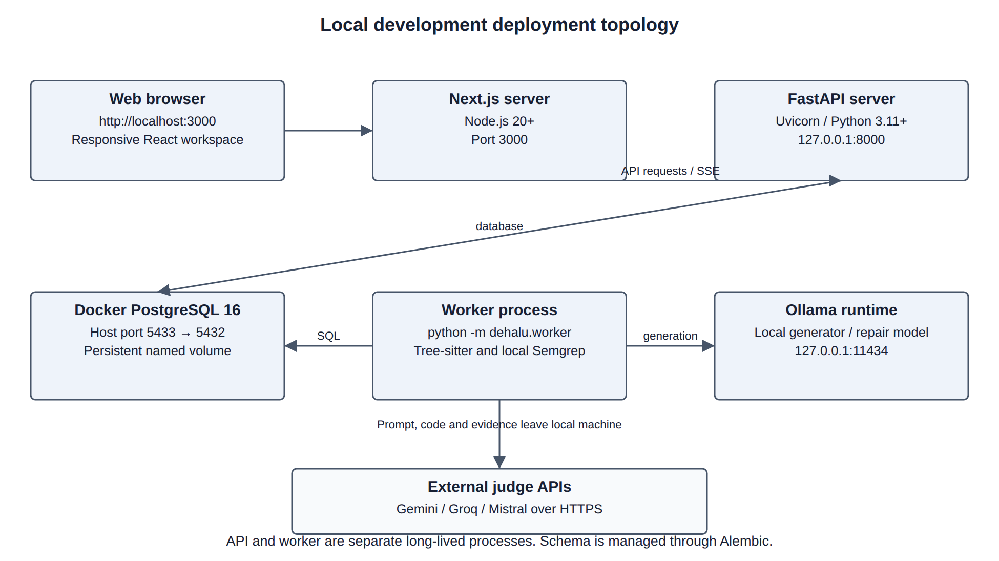 Local development deployment topology
Web browser
http://localhost:3000
Responsive React workspace
Next.js server
Node.js 20+
Port 3000
FastAPI server
Uvicorn / Python 3.11+
127.0.0.1:8000
API requests / SSE
database
Docker PostgreSQL 16
Host port 5433 → 5432
Persistent named volume
SQL
Worker process
python -m dehalu.worker
Tree-sitter and local Semgrep
generation
Ollama runtime
Local generator / repair model
127.0.0.1:11434
Prompt, code and evidence leave local machine
External judge APIs
Gemini / Groq / Mistral over HTTPS
API and worker are separate long-lived processes. Schema is managed through Alembic.